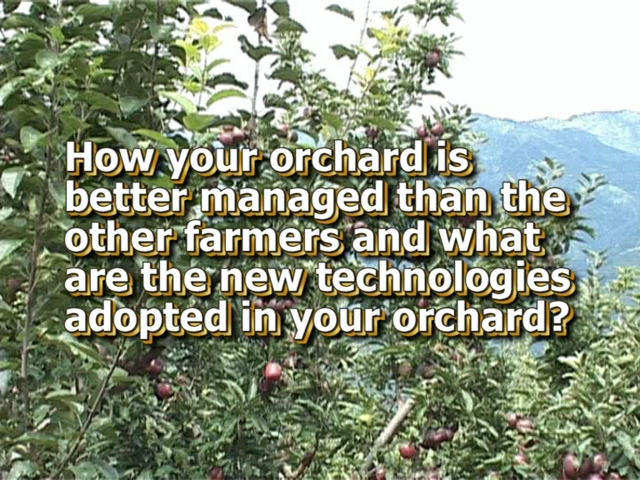 How your orchard is
better managed than the
other farmers and what
are the new technologies
adopted in your orchard?